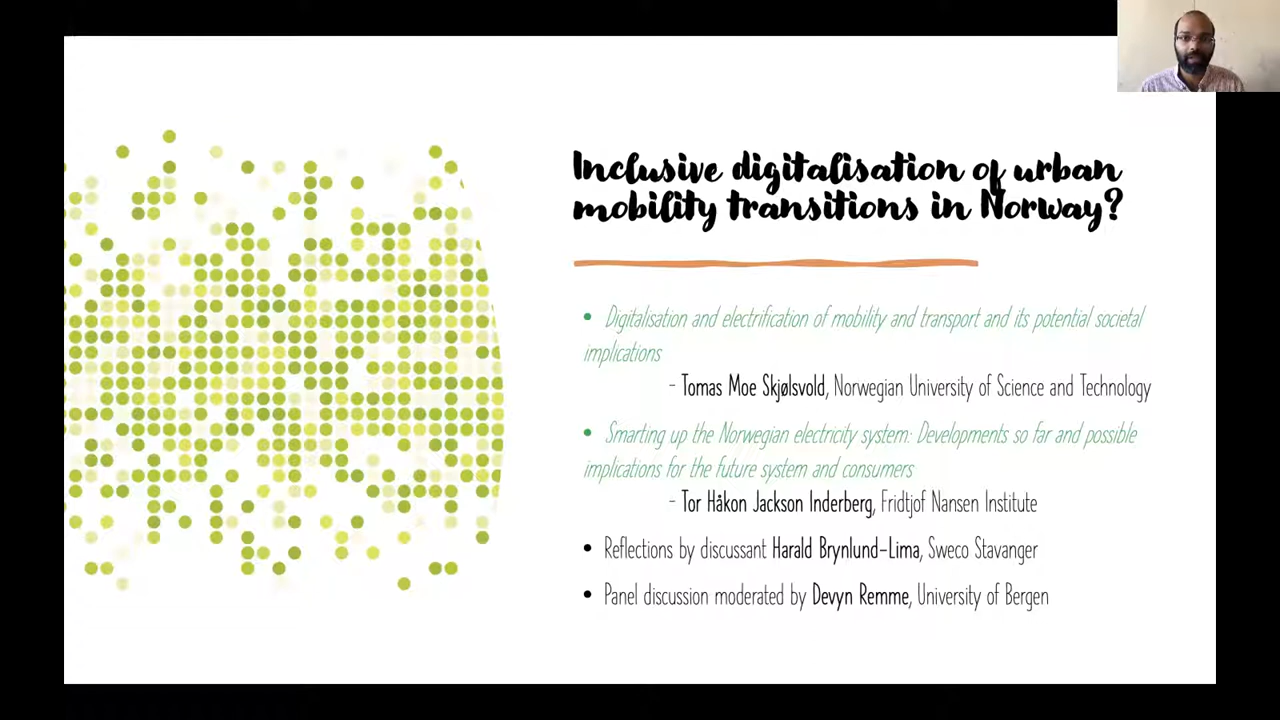 Inclusive digitalisation of urban
mobility transitions in Norway?
• Digitalisation and electrification of mobility and transport and its potential societal
implications
- Tomas Moe Skjølsvold, Norwegian University of Science and Technology
• Smarting up the Norwegian electricity system: Developments so far and possible
implications for the future system and consumers
- Tor Håkon Jackson Inderberg, Fridtjof Nansen Institute
• Reflections by discussant Harald Brynlund-Lima, Sweco Stavanger
• Panel discussion moderated by Devyn Remme, University of Bergen